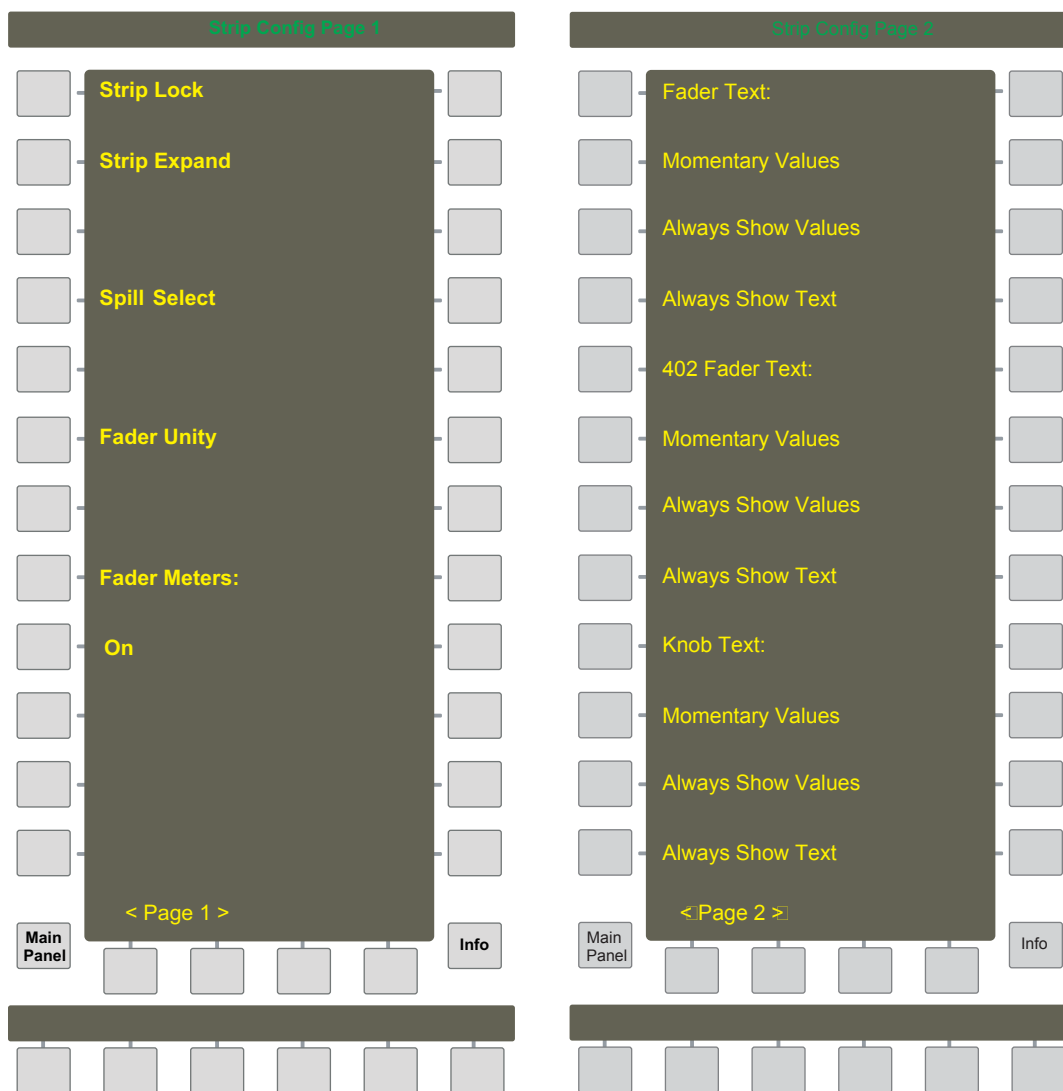 Strip Config Page 1
Strip Lock
Strip Expand
Spill Select
Fader Unity
Fader Meters:
On
< Page 1 >
Main
Panel
Info
Strip Config Page 2
Fader Text:
Momentary Values
Always Show Values
Always Show Text
402 Fader Text:
Momentary Values
Always Show Values
Always Show Text
Knob Text:
Momentary Values
Always Show Values
Always Show Text
< Page 2 >
Main
Panel
Info